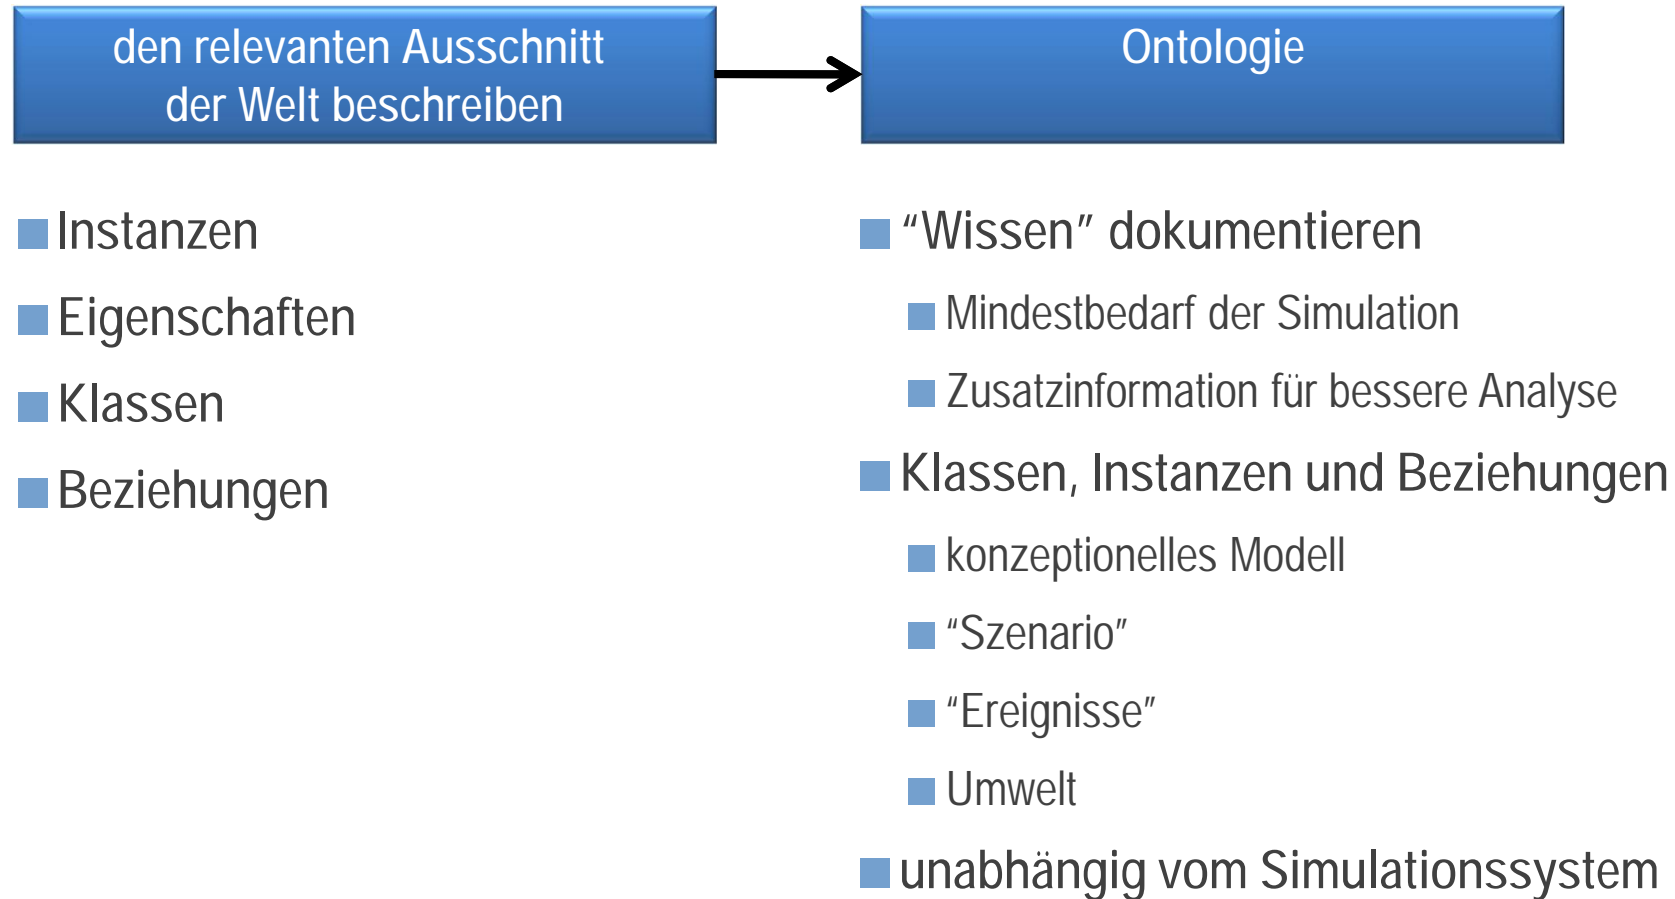 den relevanten Ausschnitt
der Welt beschreiben
Ontologie
Instanzen
Eigenschaften
Klassen
Beziehungen
“Wissen” dokumentieren
Mindestbedarf der Simulation
Zusatzinformation für bessere Analyse
Klassen, Instanzen und Beziehungen
konzeptionelles Modell
“Szenario”
“Ereignisse”
Umwelt
unabhängig vom Simulationssystem